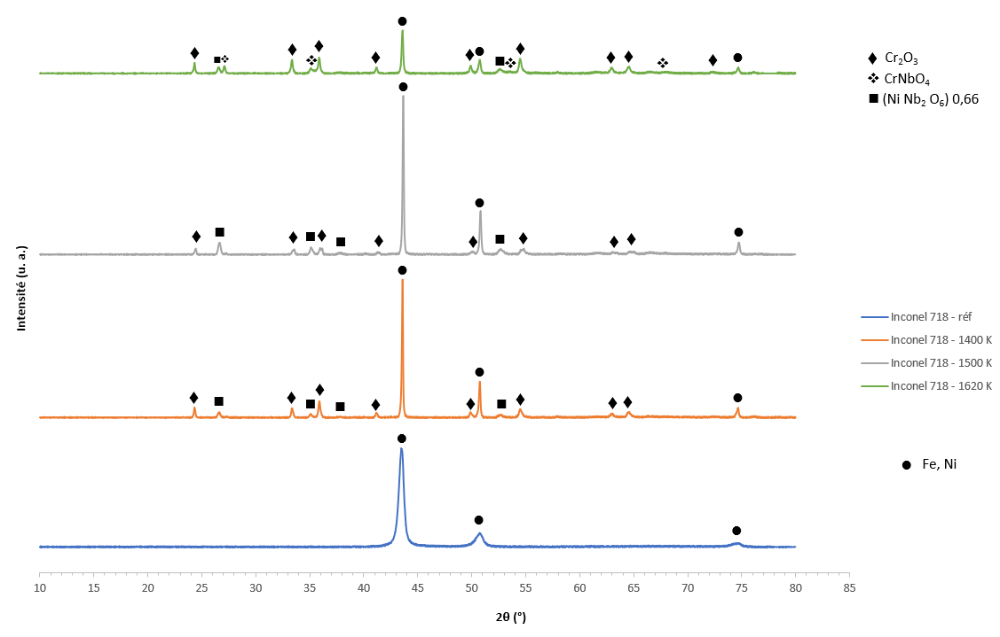 Cr₂O₃
CrNbO₄
(Ni Nb₂ O₆) 0,66
Intensité (u. a.)
Inconel 718 - réf
Inconel 718 - 1400 K
Inconel 718 - 1500 K
Inconel 718 - 1620 K
Fe, Ni
10 15 20 25 30 35 40 45 50 55 60 65 70 75 80 85
2θ (°)